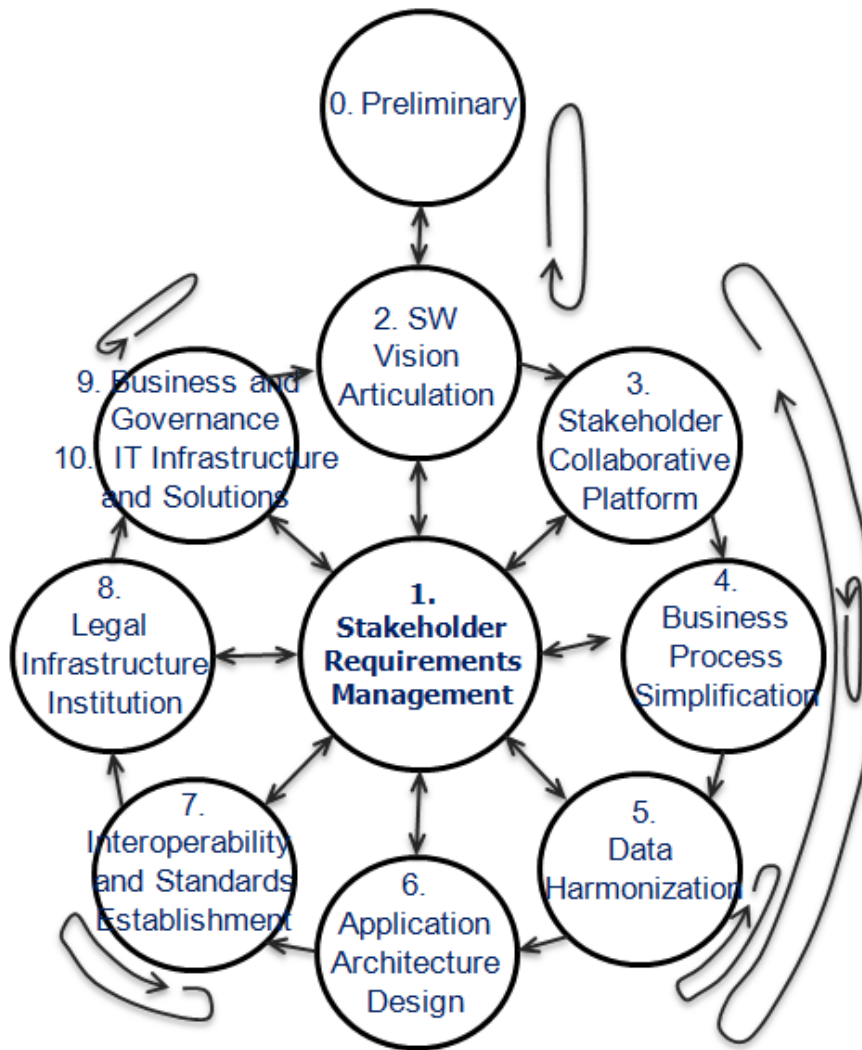 0. Preliminary
2. SW
Vision
Articulation
3.
Stakeholder
Collaborative
Platform
9. Business and
Governance
10. IT Infrastructure
and Solutions
1.
Stakeholder
Requirements
Management
4.
Business
Process
Simplification
8.
Legal
Infrastructure
Institution
5.
Data
Harmonization
7.
Interoperability
and Standards
Establishment
6.
Application
Architecture
Design